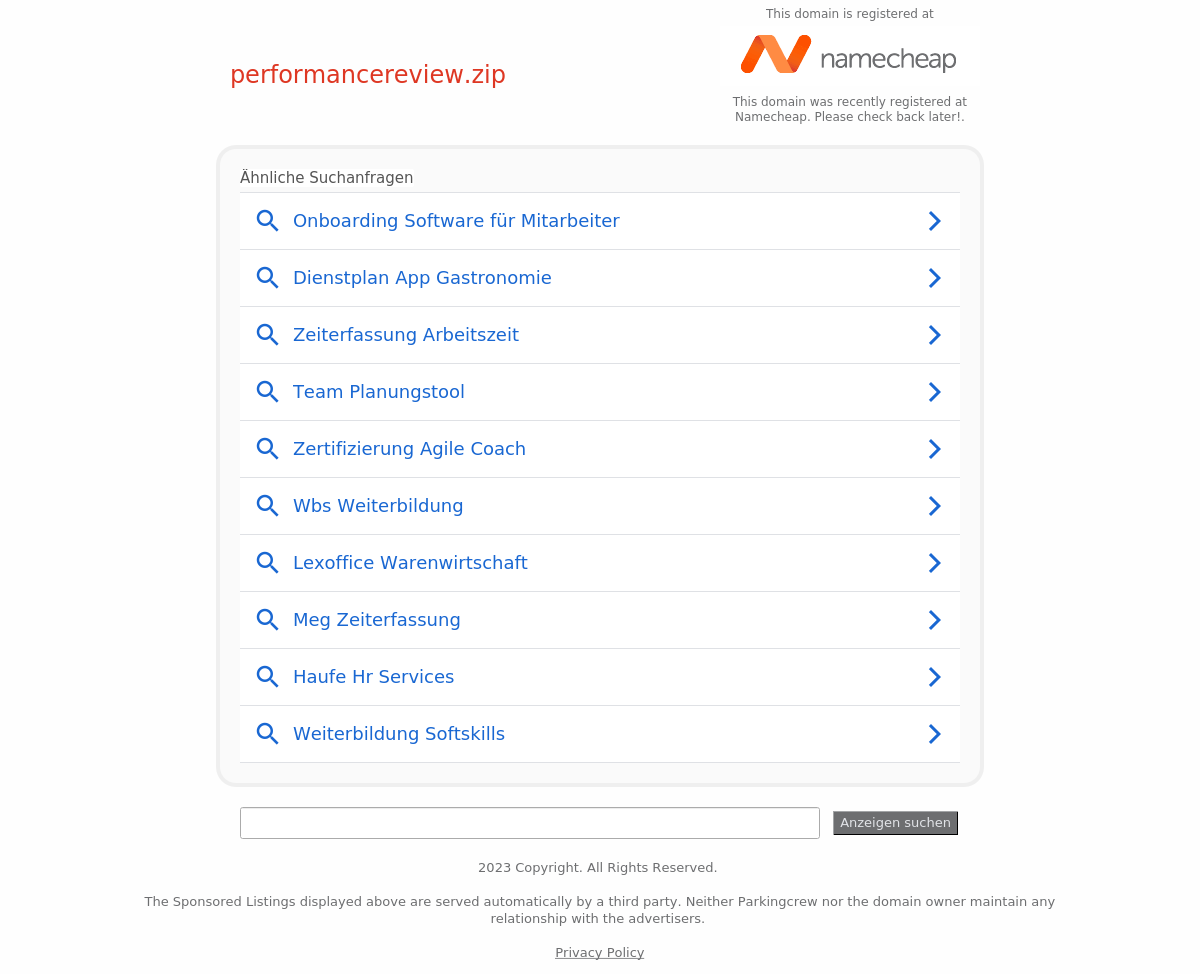 This domain is registered at
namecheap
performancereview.zip
This domain was recently registered at
Namecheap. Please check back later!.
Ähnliche Suchanfragen
Onboarding Software für Mitarbeiter
Dienstplan App Gastronomie
Zeiterfassung Arbeitszeit
Team Planungstool
Zertifizierung Agile Coach
Wbs Weiterbildung
Lexoffice Warenwirtschaft
Meg Zeiterfassung
Haufe Hr Services
Weiterbildung Softskills
Anzeigen suchen
2023 Copyright. All Rights Reserved.
The Sponsored Listings displayed above are served automatically by a third party. Neither Parkingcrew nor the domain owner maintain any
relationship with the advertisers.
Privacy Policy